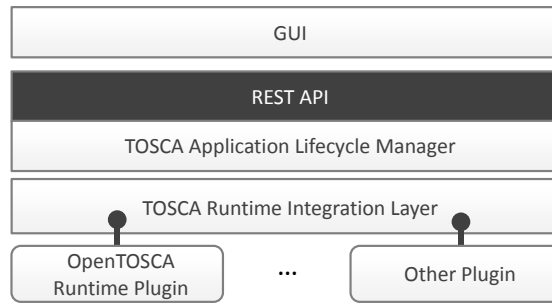 GUI
REST API
TOSCA Application Lifecycle Manager
TOSCA Runtime Integration Layer
OpenTOSCA
Runtime Plugin
...
Other Plugin